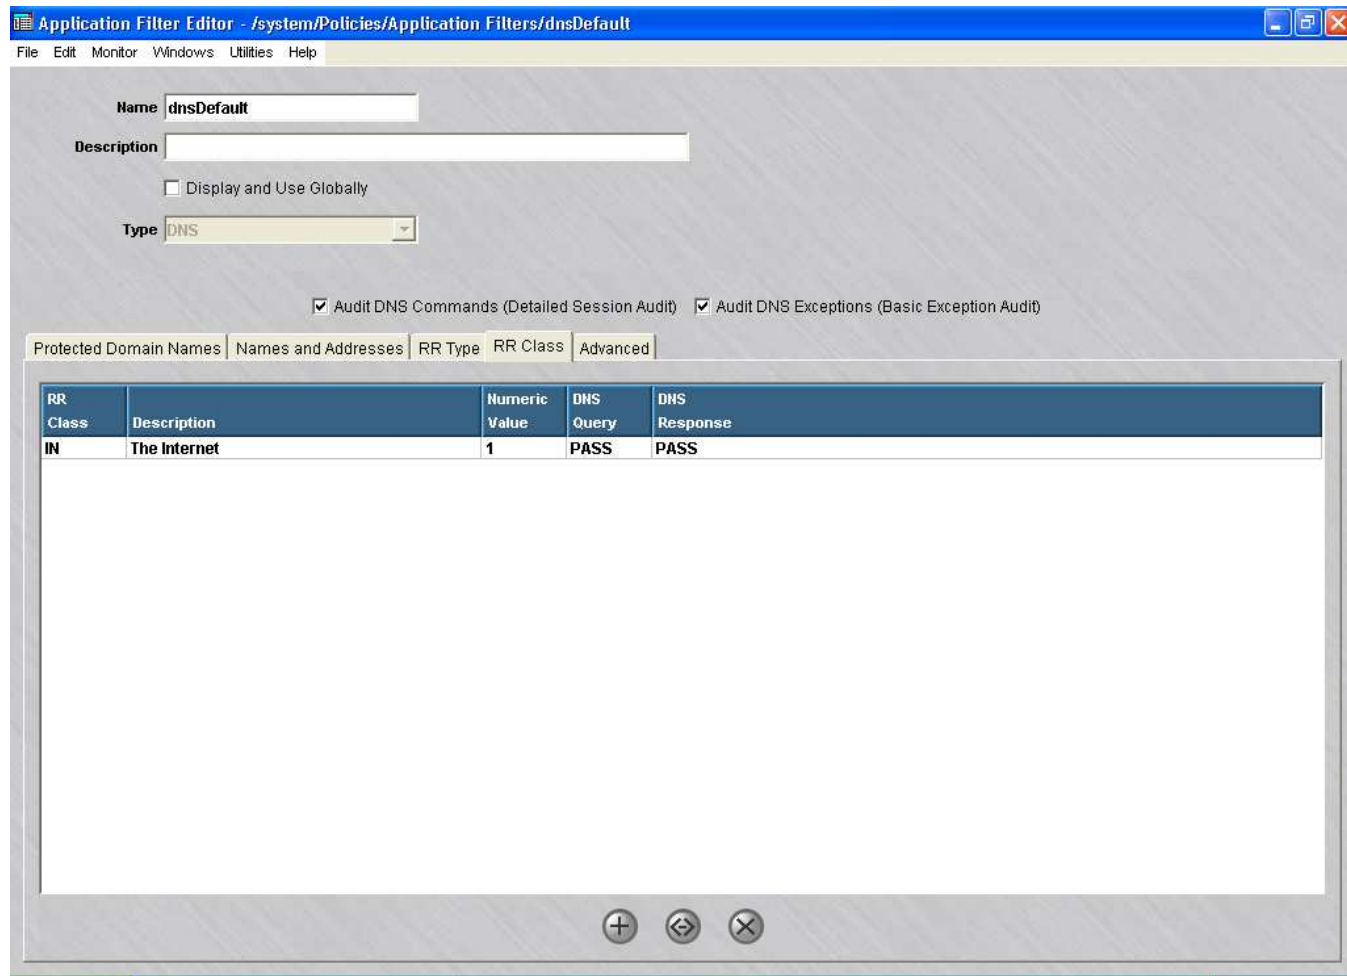 Application Filter Editor - /system/Policies/Application Filters/dnsDefault
File Edit Monitor Windows Utilities Help
Name dnsDefault
Description
Display and Use Globally
Type DNS
Audit DNS Commands (Detailed Session Audit) Audit DNS Exceptions (Basic Exception Audit)
Protected Domain Names Names and Addresses RR Type RR Class Advanced
RR Class Description Numeric Value DNS Query DNS Response
IN The Internet 1 PASS PASS